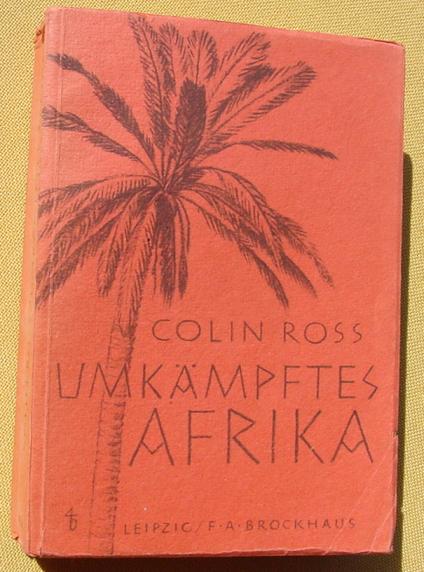 COLIN ROSS
UMKÄMPFTES
AFRIKA
LEIPZIG / F·A·BROCKHAUS